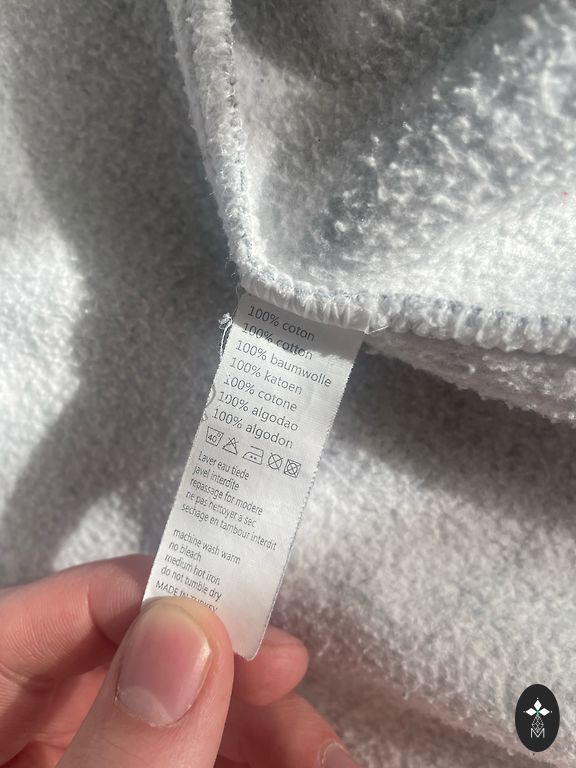 100% coton
100% cotton
100% baumwolle
100% katoen
100% cotone
100% algodao
100% algodon
40°
Laver eau tiede
Javel interdite
repassage for modere
ne pas nettoyer a sec
sechage en tambour interdit
machine wash warm
no bleach
medium hot iron
do not tumble dry
MADE IN TURKEY
M